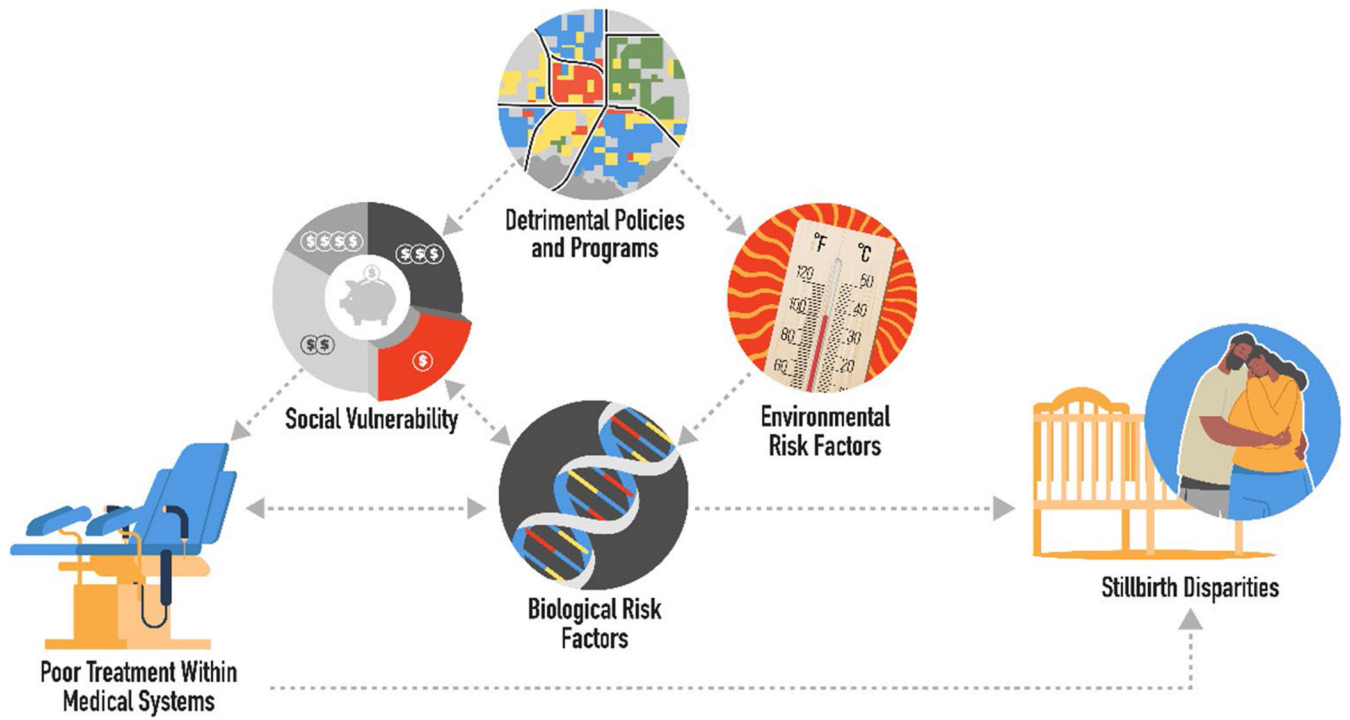 Detrimental Policies
and Programs
$$$$
$$$
$
$$
$
Social Vulnerability
°F °C
120 50
100 40
80 30
60 20
Environmental
Risk Factors
Biological Risk
Factors
Stillbirth Disparities
Poor Treatment Within
Medical Systems